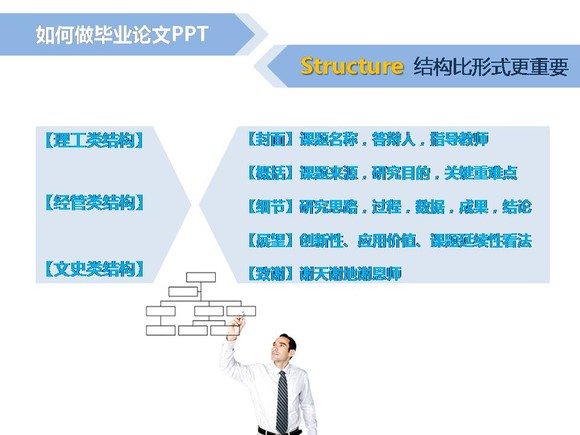 如何做毕业论文PPT
Structure 结构比形式更重要
【理工类结构】
【经管类结构】
【文史类结构】
【封面】课题名称，答辩人，指导教师
【概括】课题来源，研究目的，关键重难点
【细节】研究思路，过程，数据，成果，结论
【展望】创新性、应用价值、课题延续性看法
【致谢】谢天谢地谢恩师